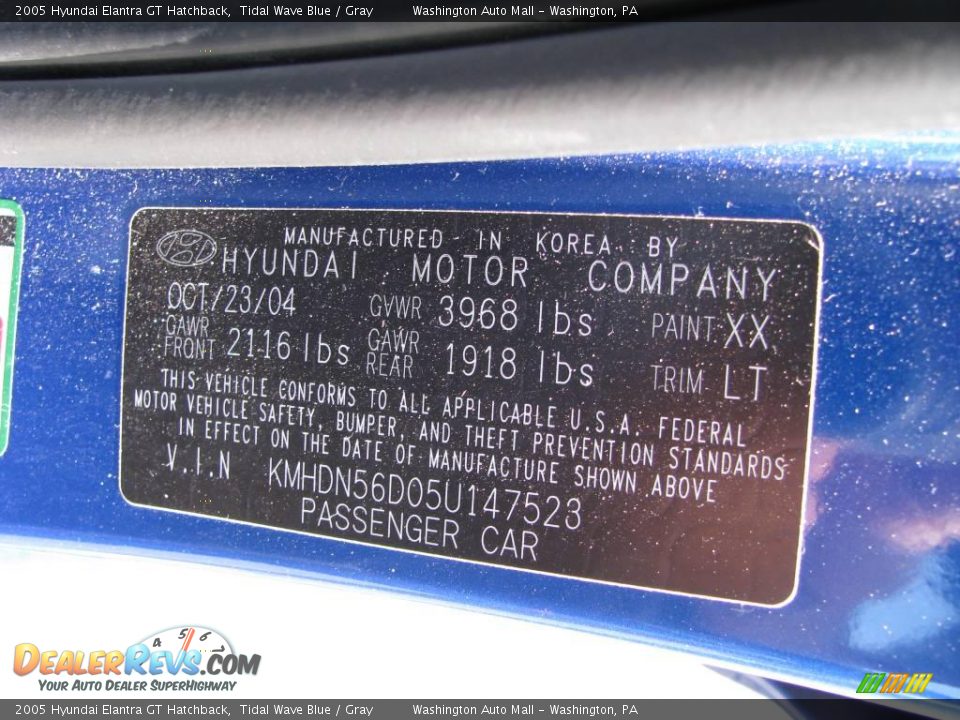 2005 Hyundai Elantra GT Hatchback, Tidal Wave Blue / Gray Washington Auto Mall - Washington, PA
MANUFACTURED IN KOREA BY
HYUNDAI MOTOR COMPANY
OCT/23/04 GVWR 3968 lbs PAINT XX
GAWR FRONT 2116 lbs GAWR REAR 1918 lbs TRIM LT
THIS VEHICLE CONFORMS TO ALL APPLICABLE U.S.A. FEDERAL
MOTOR VEHICLE SAFETY, BUMPER, AND THEFT PREVENTION STANDARDS
IN EFFECT ON THE DATE OF MANUFACTURE SHOWN ABOVE
V.I.N KMHDN56D05U147523
PASSENGER CAR
4 5 6
DEALERREVS.COM
YOUR AUTO DEALER SUPERHIGHWAY
2005 Hyundai Elantra GT Hatchback, Tidal Wave Blue / Gray Washington Auto Mall - Washington, PA